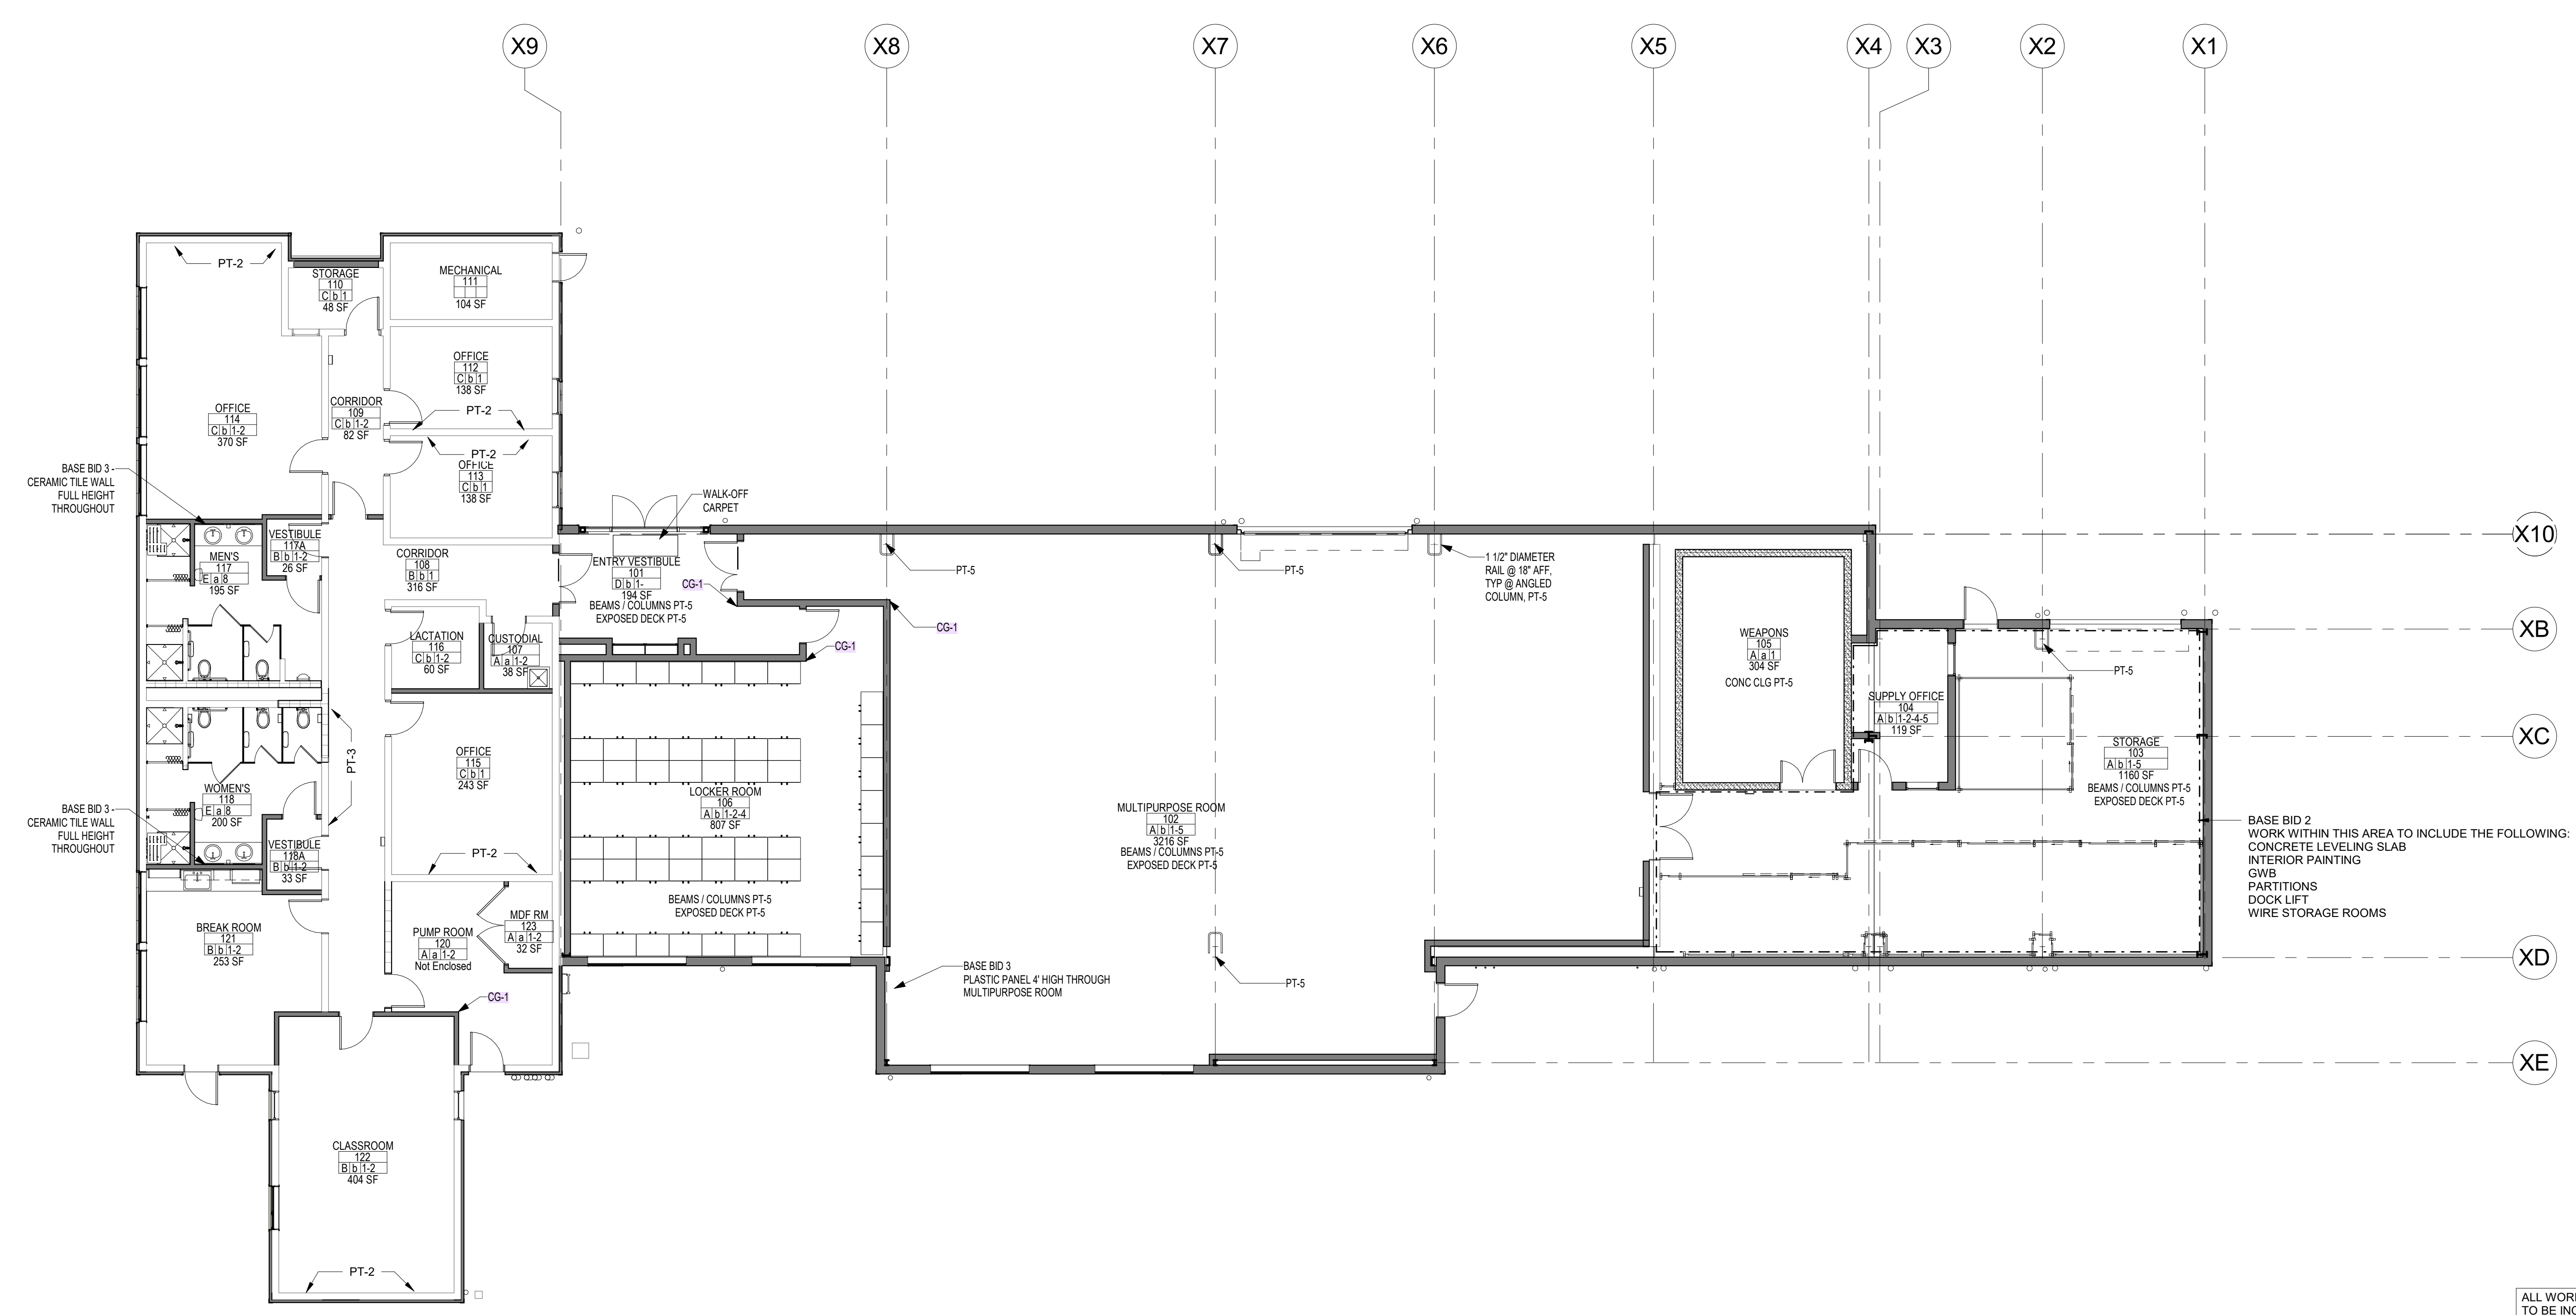 X9
X8
X7
X6
X5
X4
X3
X2
X1
PT-2
STORAGE
110
C b 1
48 SF
MECHANICAL
111
104 SF
OFFICE
112
C b 1
138 SF
PT-2
OFFICE
114
C b 1-2
370 SF
CORRIDOR
109
C b 1-2
82 SF
PT-2
OFFICE
113
C b 1
138 SF
BASE BID 3 -
CERAMIC TILE WALL
FULL HEIGHT
THROUGHOUT
WALK-OFF
CARPET
VESTIBULE
117A
B b 1-2
26 SF
MEN'S
117
E a 8
195 SF
CORRIDOR
108
B b 1
316 SF
ENTRY VESTIBULE
101
D b 1-
194 SF
BEAMS / COLUMNS PT-5
EXPOSED DECK PT-5
CG-1
PT-5
PT-5
1 1/2" DIAMETER
RAIL @ 18" AFF,
TYP @ ANGLED
COLUMN, PT-5
X10
CG-1
CG-1
LACTATION
116
C b 1-2
60 SF
CUSTODIAL
107
A a 1-2
38 SF
WEAPONS
105
A a 1
304 SF
CONC CLG PT-5
XB
PT-5
SUPPLY OFFICE
104
A b 1-2-4-5
119 SF
XC
STORAGE
103
A b 1-5
1160 SF
BEAMS / COLUMNS PT-5
EXPOSED DECK PT-5
PT-3
OFFICE
115
C b 1
243 SF
WOMEN'S
118
E a 8
200 SF
BASE BID 3 -
CERAMIC TILE WALL
FULL HEIGHT
THROUGHOUT
VESTIBULE
118A
B b 1-2
33 SF
LOCKER ROOM
106
A b 1-2-4
807 SF
MULTIPURPOSE ROOM
102
A b 1-5
3216 SF
BEAMS / COLUMNS PT-5
EXPOSED DECK PT-5
BASE BID 2
WORK WITHIN THIS AREA TO INCLUDE THE FOLLOWING:
CONCRETE LEVELING SLAB
INTERIOR PAINTING
GWB
PARTITIONS
DOCK LIFT
WIRE STORAGE ROOMS
PT-2
BEAMS / COLUMNS PT-5
EXPOSED DECK PT-5
BREAK ROOM
121
B b 1-2
253 SF
PUMP ROOM
120
A a 1-2
Not Enclosed
MDF RM
123
A a 1-2
32 SF
XD
BASE BID 3
PLASTIC PANEL 4' HIGH THROUGH
MULTIPURPOSE ROOM
PT-5
CG-1
XE
CLASSROOM
122
B b 1-2
404 SF
PT-2
ALL WOR
TO BE IN